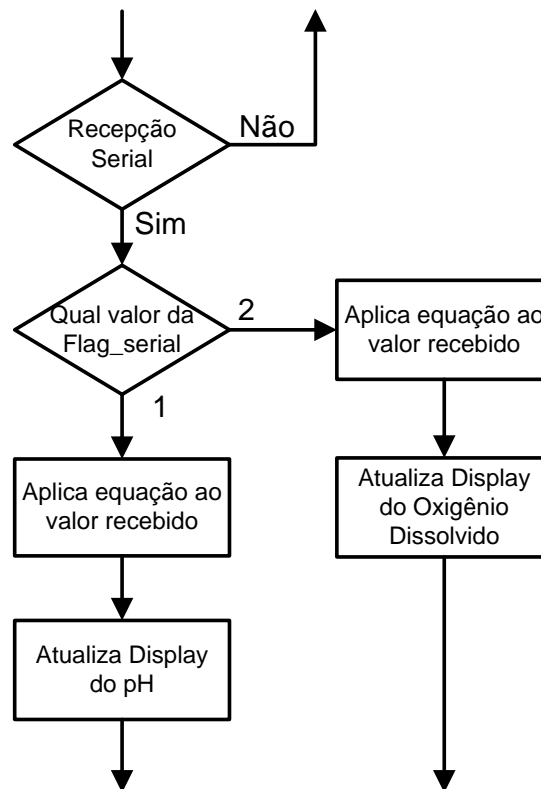 Recepção
Serial
Não
Sim
Qual valor da
Flag_serial
2
Aplica equação ao
valor recebido
1
Aplica equação ao
valor recebido
Atualiza Display
do Oxigênio
Dissolvido
Atualiza Display
do pH